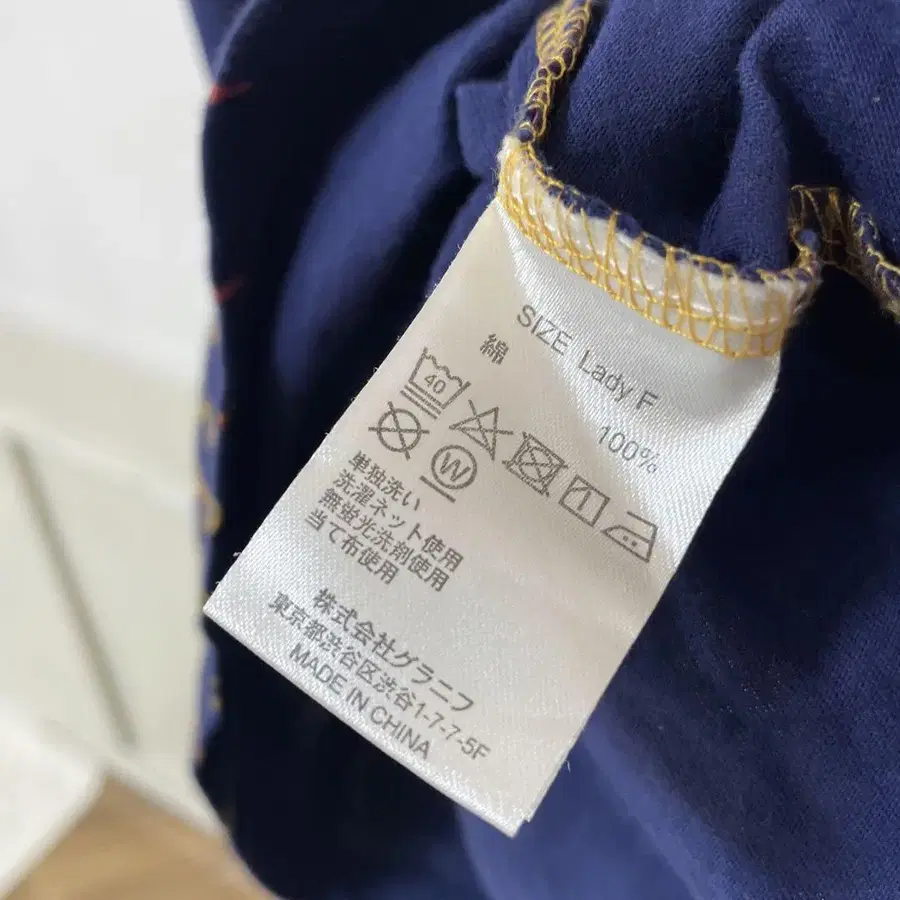 SIZE Lady F
綿 100%
40
W
単独洗い
洗濯ネット使用
無蛍光洗剤使用
当て布使用
株式会社グラニフ
東京都渋谷区渋谷1-7-7-5F
MADE IN CHINA